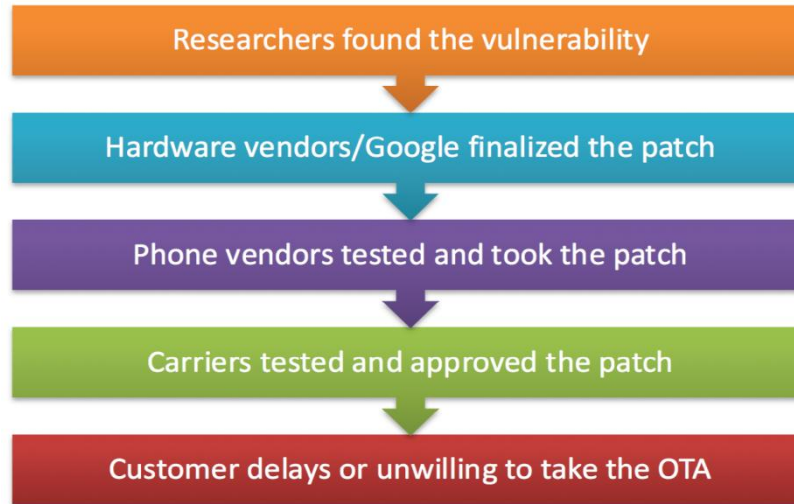 Researchers found the vulnerability
Hardware vendors/Google finalized the patch
Phone vendors tested and took the patch
Carriers tested and approved the patch
Customer delays or unwilling to take the OTA